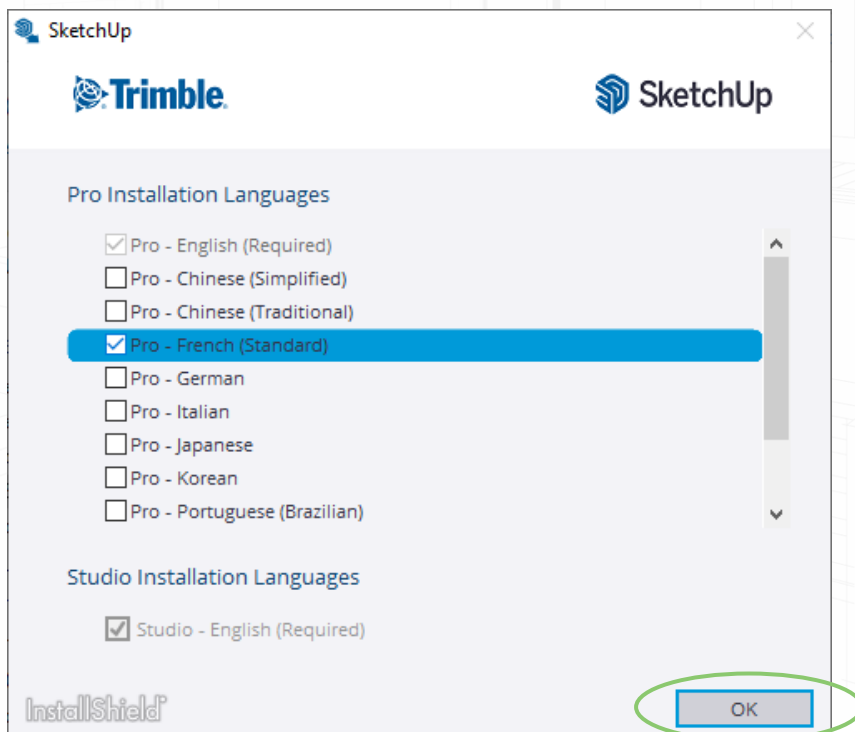 SketchUp
Trimble.
SketchUp
Pro Installation Languages
Pro - English (Required)
Pro - Chinese (Simplified)
Pro - Chinese (Traditional)
Pro - French (Standard)
Pro - German
Pro - Italian
Pro - Japanese
Pro - Korean
Pro - Portuguese (Brazilian)
Studio Installation Languages
Studio - English (Required)
InstallShield
OK